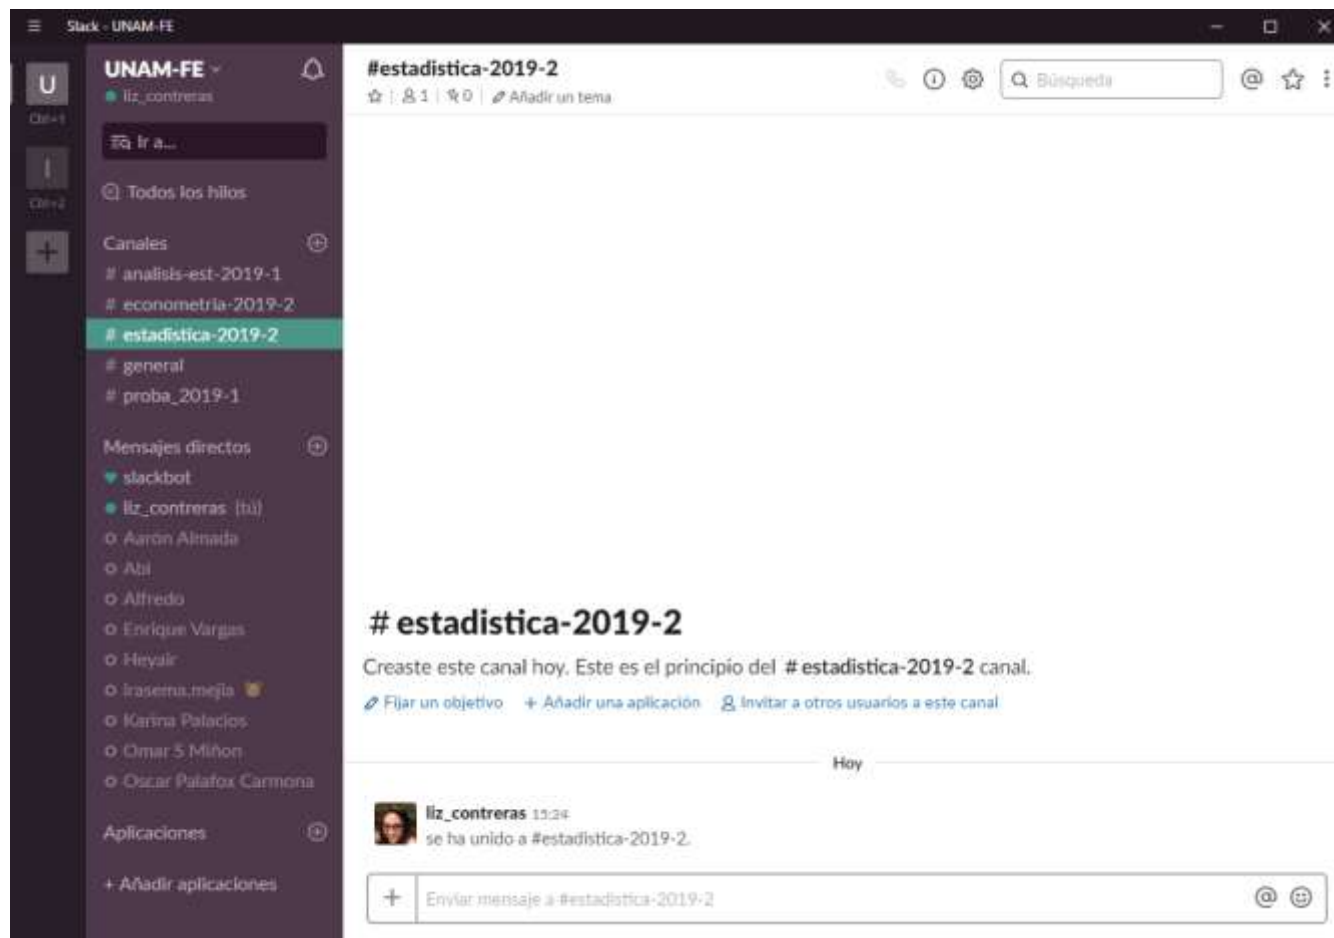 Slack - UNAM-FE
U
Ctrl+1
I
Ctrl+2
+
UNAM-FE
liz_contreras
Ir a...
Todos los hilos
Canales
# analisis-est-2019-1
# econometria-2019-2
# estadistica-2019-2
# general
# proba_2019-1
Mensajes directos
slackbot
liz_contreras (tú)
Aarón Almada
Abi
Alfredo
Enrique Vargas
Heyair
irasema.mejia
Karina Palacios
Omar S Miñon
Oscar Palafox Carmona
Aplicaciones
+ Añadir aplicaciones
#estadistica-2019-2
1 | 0 | Añadir un tema
Búsqueda
# estadistica-2019-2
Creaste este canal hoy. Este es el principio del # estadistica-2019-2 canal.
Fijar un objetivo + Añadir una aplicación Invitar a otros usuarios a este canal
Hoy
liz_contreras 15:24
se ha unido a #estadistica-2019-2.
+ Enviar mensaje a #estadistica-2019-2